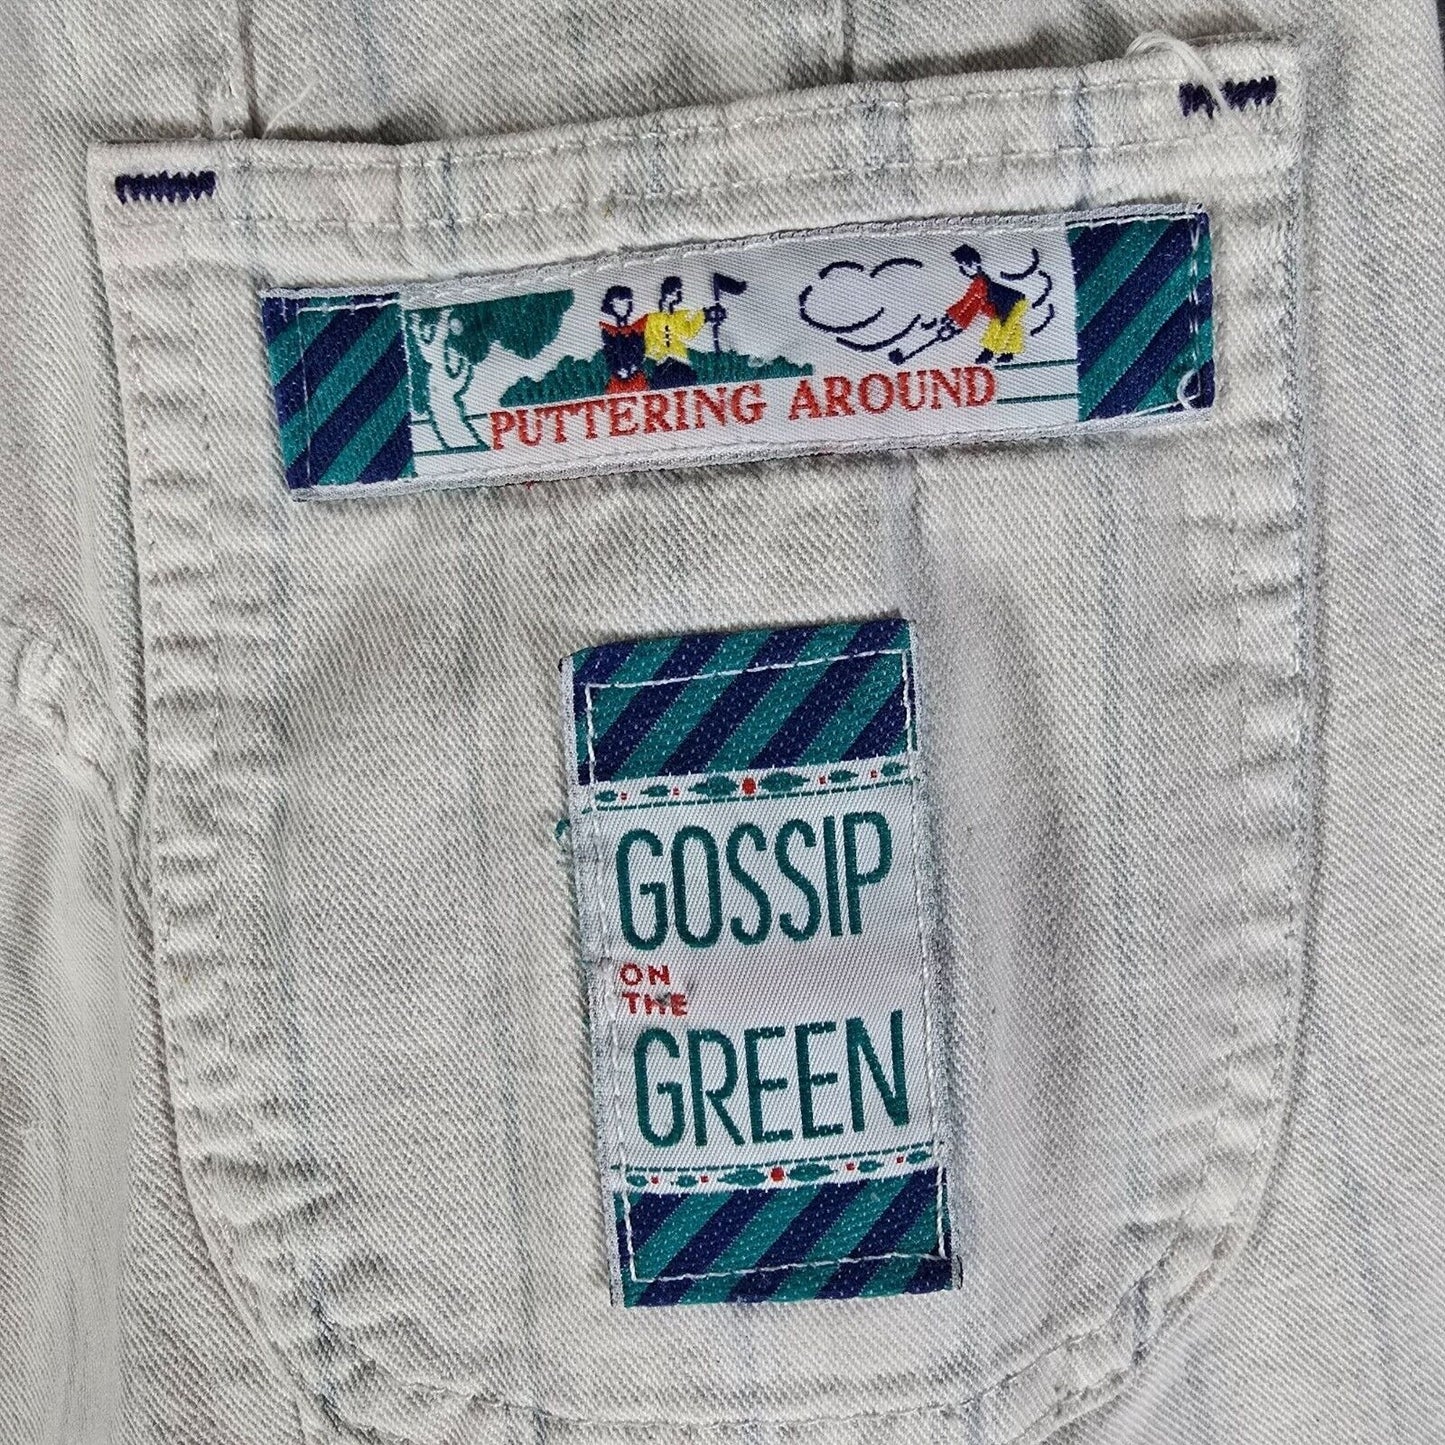 PUTTERING AROUND
GOSSIP
ON
THE
GREEN